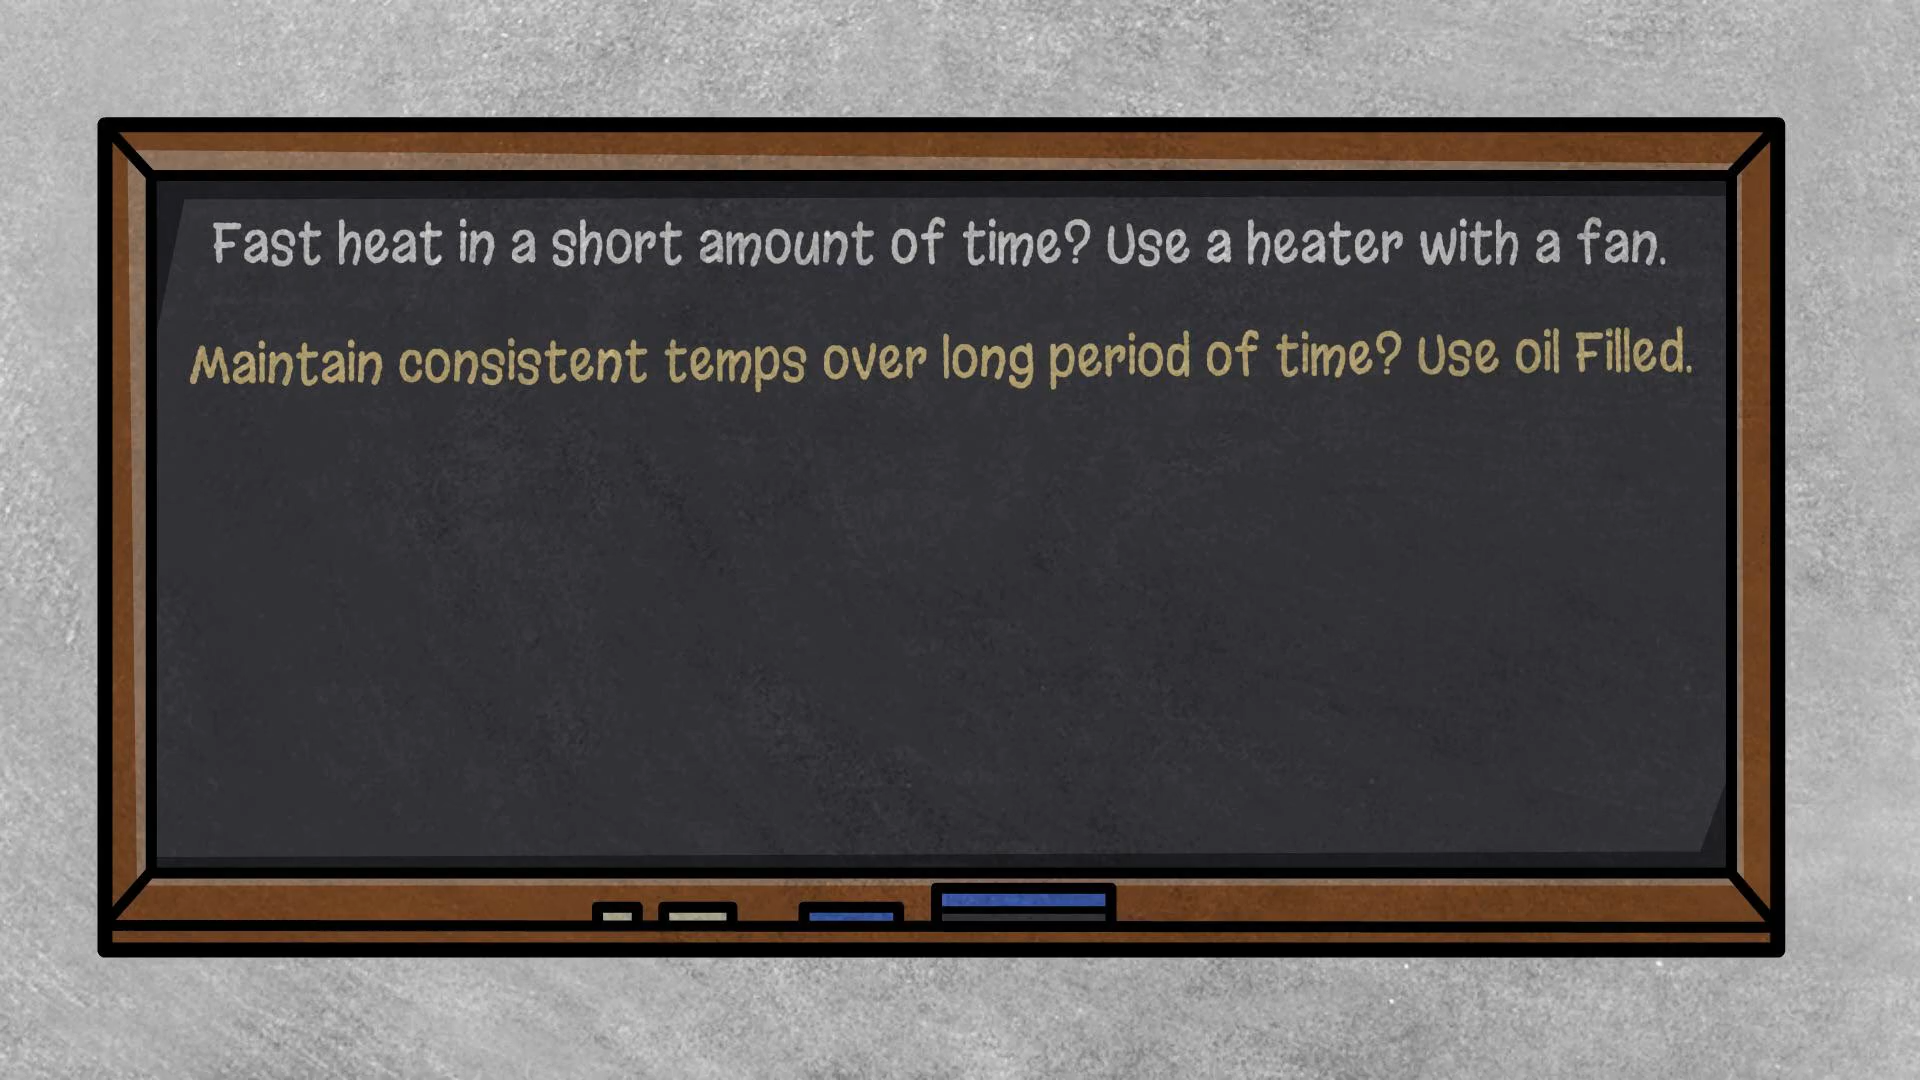 Fast heat in a short amount of time? Use a heater with a fan.
Maintain consistent temps over long period of time? Use oil Filled.